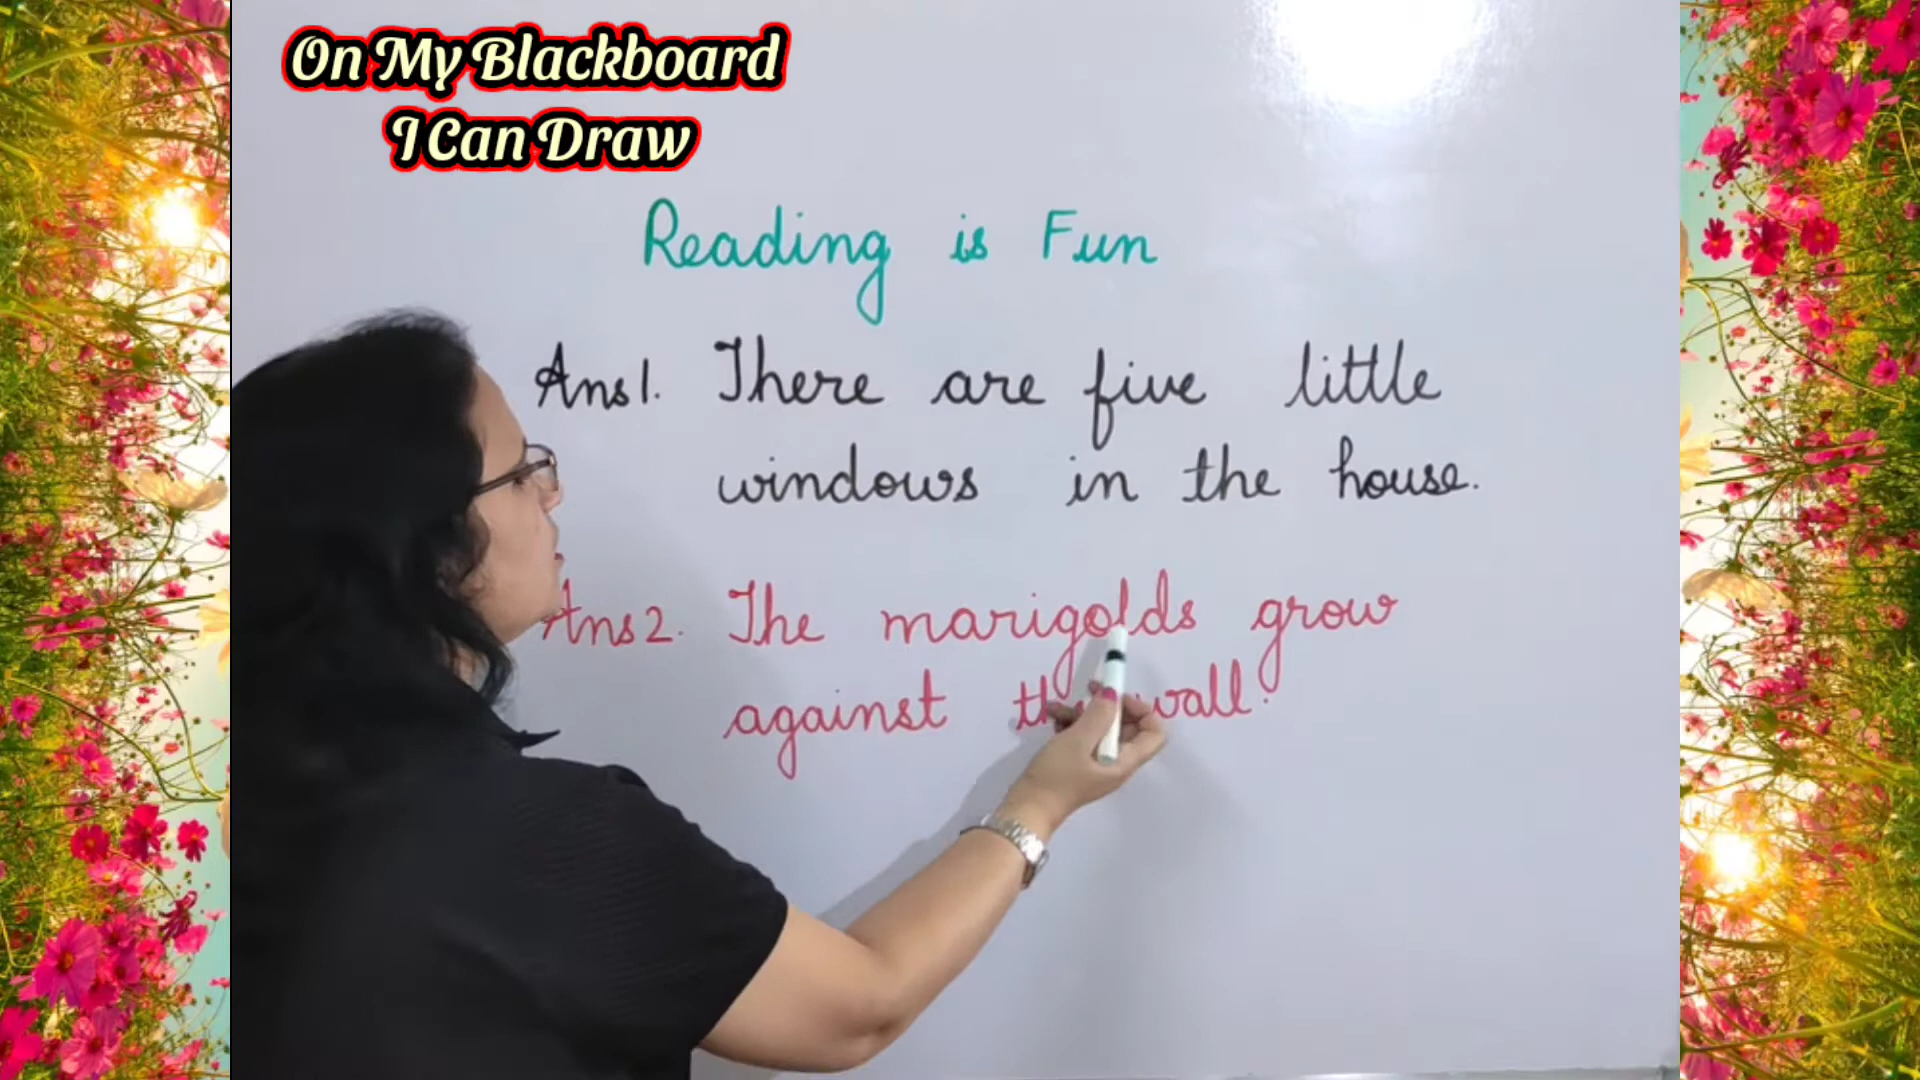 On My Blackboard
I Can Draw
Reading is Fun
Ans1. There are five little
windows in the house.
Ans2. The marigolds grow
against the wall.